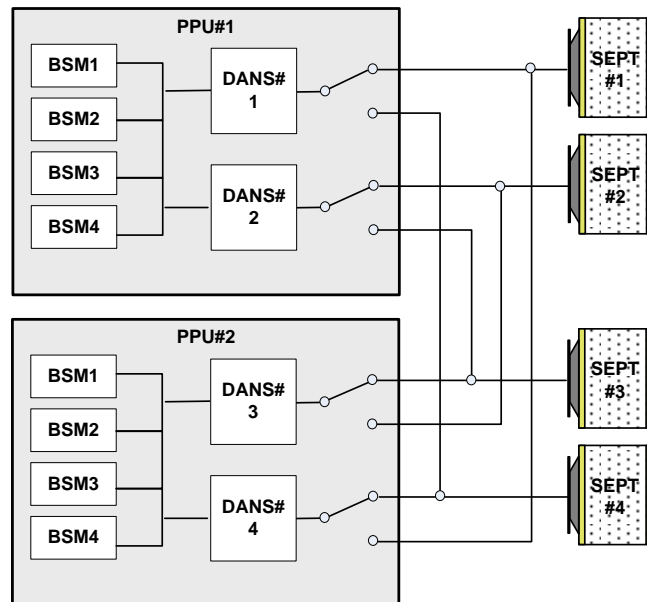 PPU#1
BSM1
BSM2
BSM3
BSM4
DANS#
1
DANS#
2
SEPT
#1
SEPT
#2
PPU#2
BSM1
BSM2
BSM3
BSM4
DANS#
3
DANS#
4
SEPT
#3
SEPT
#4